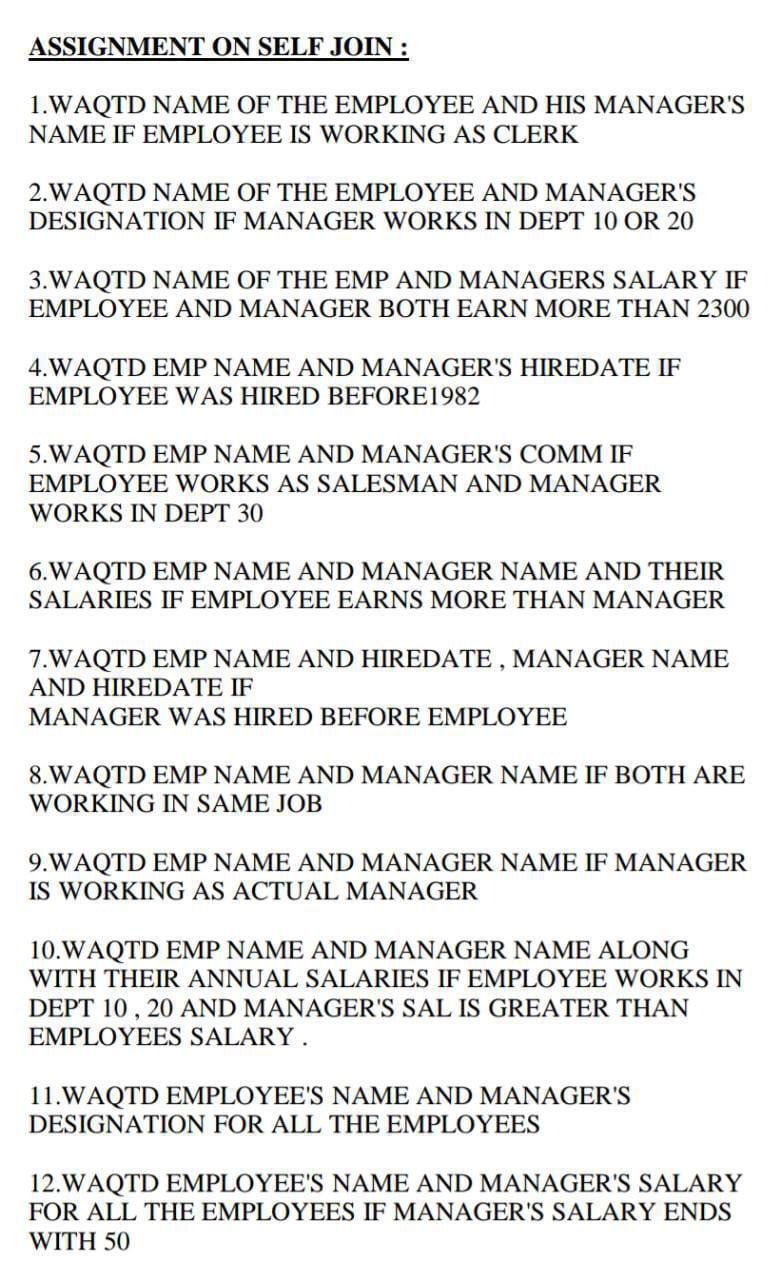 ASSIGNMENT ON SELF JOIN :
1.WAQTD NAME OF THE EMPLOYEE AND HIS MANAGER'S
NAME IF EMPLOYEE IS WORKING AS CLERK
2.WAQTD NAME OF THE EMPLOYEE AND MANAGER'S
DESIGNATION IF MANAGER WORKS IN DEPT 10 OR 20
3.WAQTD NAME OF THE EMP AND MANAGERS SALARY IF
EMPLOYEE AND MANAGER BOTH EARN MORE THAN 2300
4.WAQTD EMP NAME AND MANAGER'S HIREDATE IF
EMPLOYEE WAS HIRED BEFORE1982
5.WAQTD EMP NAME AND MANAGER'S COMM IF
EMPLOYEE WORKS AS SALESMAN AND MANAGER
WORKS IN DEPT 30
6.WAQTD EMP NAME AND MANAGER NAME AND THEIR
SALARIES IF EMPLOYEE EARNS MORE THAN MANAGER
7.WAQTD EMP NAME AND HIREDATE , MANAGER NAME
AND HIREDATE IF
MANAGER WAS HIRED BEFORE EMPLOYEE
8.WAQTD EMP NAME AND MANAGER NAME IF BOTH ARE
WORKING IN SAME JOB
9.WAQTD EMP NAME AND MANAGER NAME IF MANAGER
IS WORKING AS ACTUAL MANAGER
10.WAQTD EMP NAME AND MANAGER NAME ALONG
WITH THEIR ANNUAL SALARIES IF EMPLOYEE WORKS IN
DEPT 10 , 20 AND MANAGER'S SAL IS GREATER THAN
EMPLOYEES SALARY .
11.WAQTD EMPLOYEE'S NAME AND MANAGER'S
DESIGNATION FOR ALL THE EMPLOYEES
12.WAQTD EMPLOYEE'S NAME AND MANAGER'S SALARY
FOR ALL THE EMPLOYEES IF MANAGER'S SALARY ENDS
WITH 50